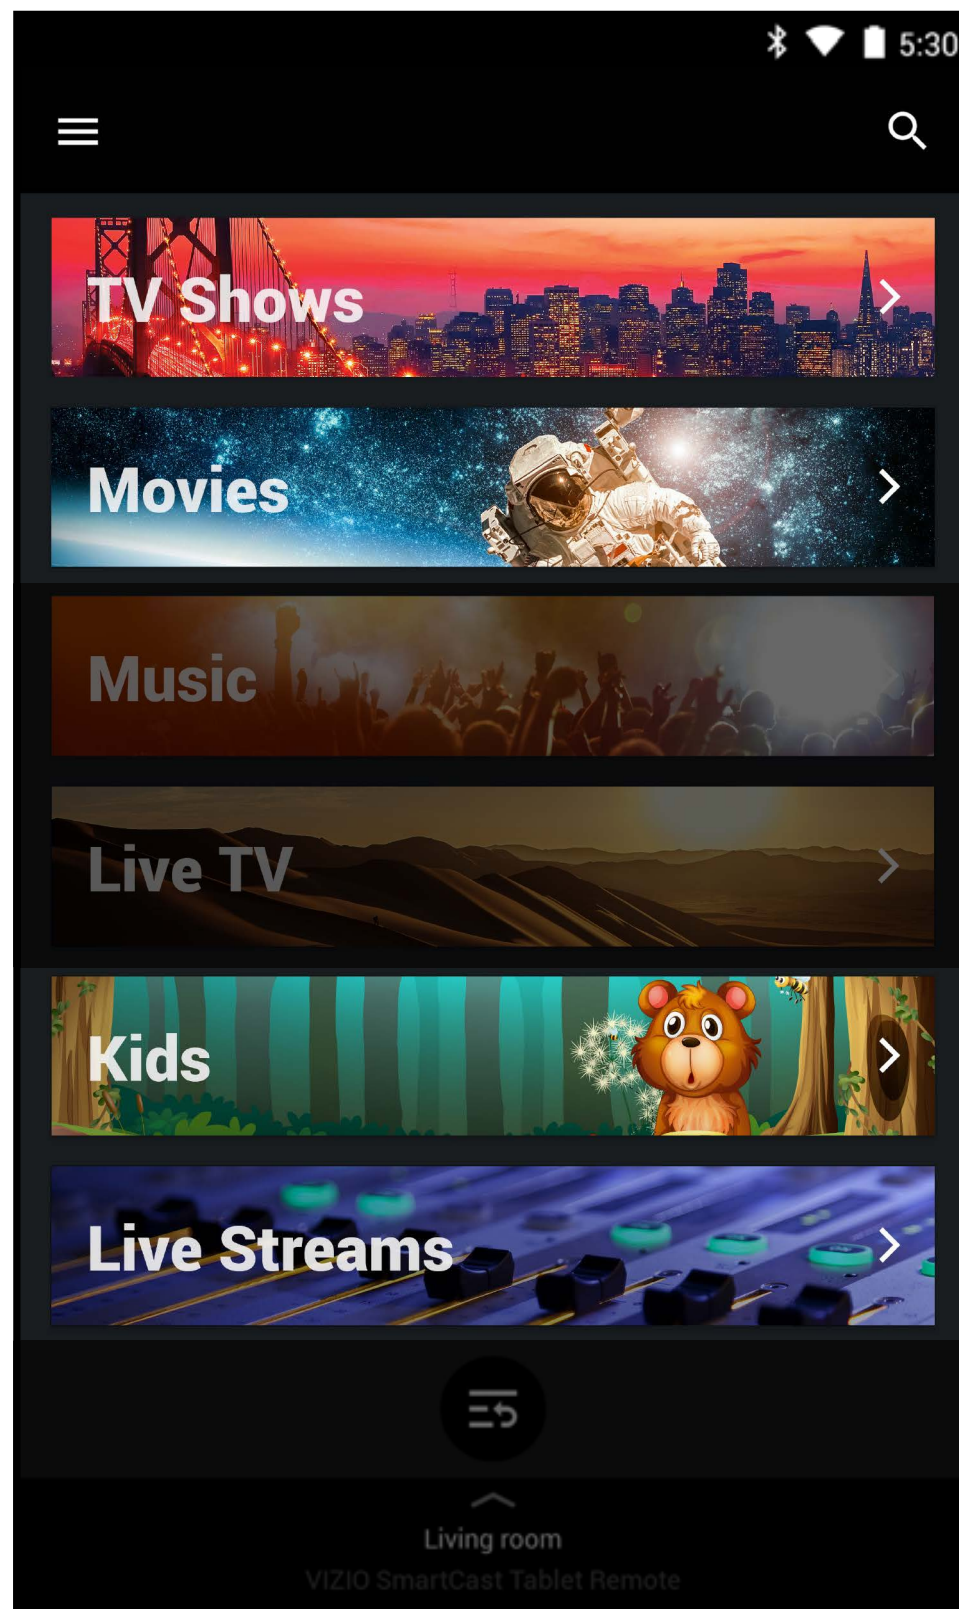 5:30
TV Shows
Movies
Music
Live TV
Kids
Live Streams
Living room
VIZIO SmartCast Tablet Remote